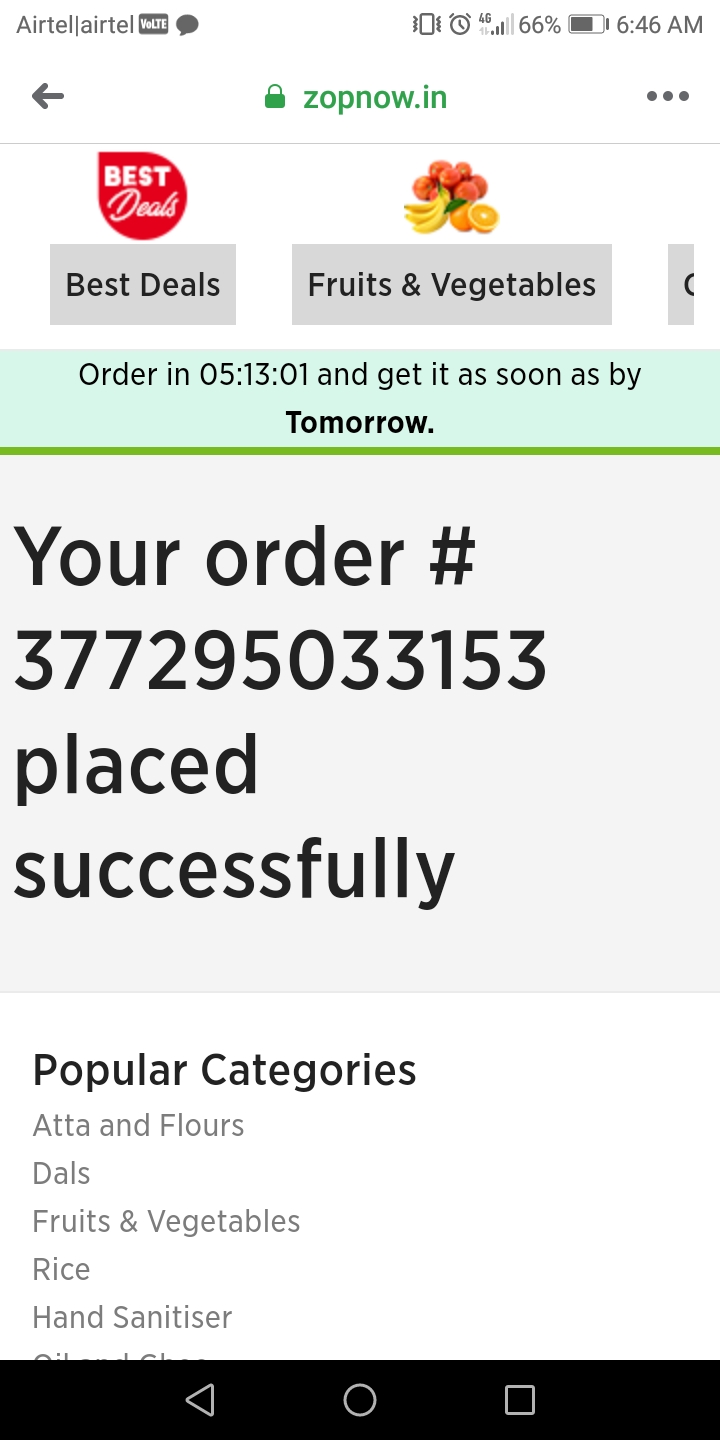 Airtel|airtel VoLTE 4G 66% 6:46 AM
zopnow.in
BEST
Deals
Best Deals Fruits & Vegetables
Order in 05:13:01 and get it as soon as by
Tomorrow.
Your order #
377295033153
placed
successfully
Popular Categories
Atta and Flours
Dals
Fruits & Vegetables
Rice
Hand Sanitiser